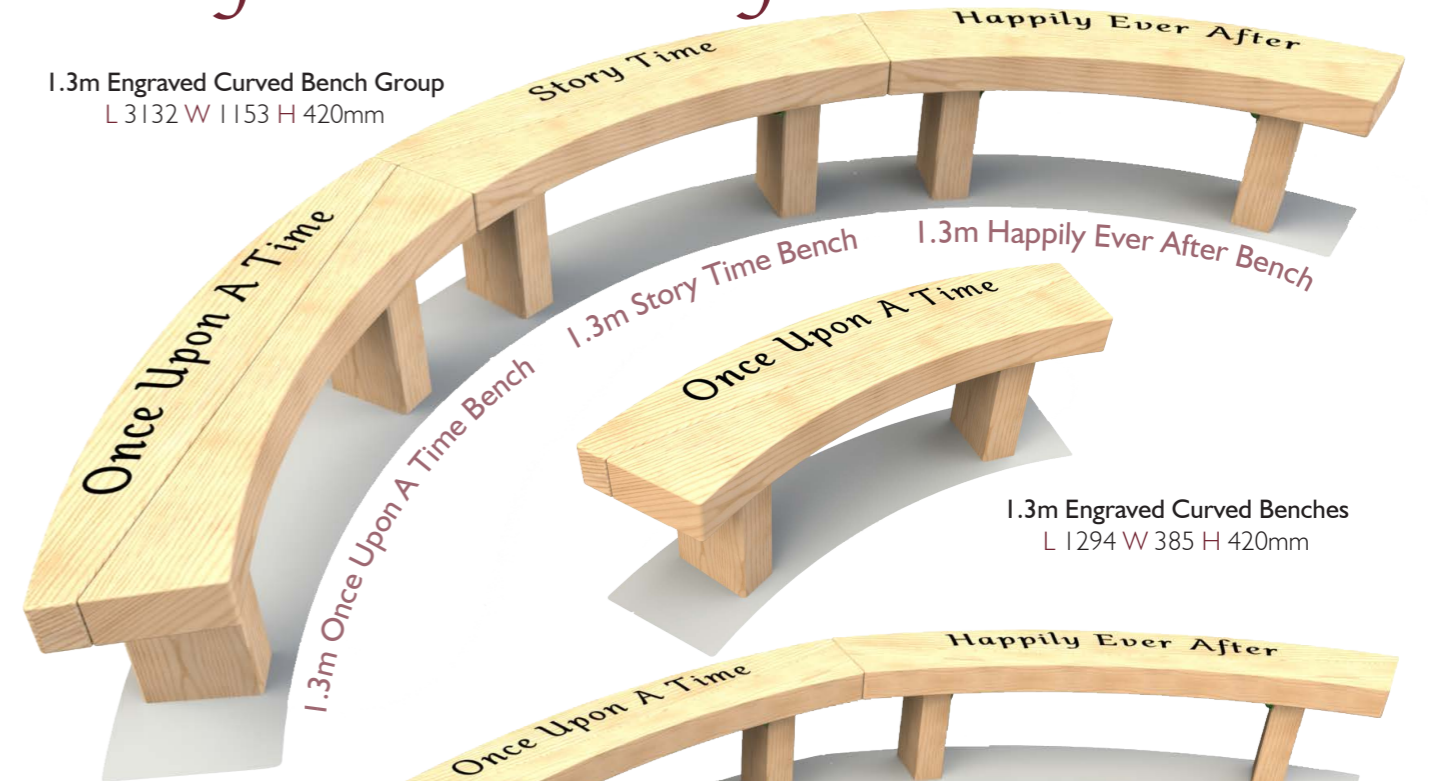 1.3m Engraved Curved Bench Group
L 3132 W 1153 H 420mm
Once Upon A Time
Story Time
Happily Ever After
1.3m Once Upon A Time Bench
1.3m Story Time Bench
1.3m Happily Ever After Bench
Once Upon A Time
1.3m Engraved Curved Benches
L 1294 W 385 H 420mm
Once Upon A Time
Happily Ever After